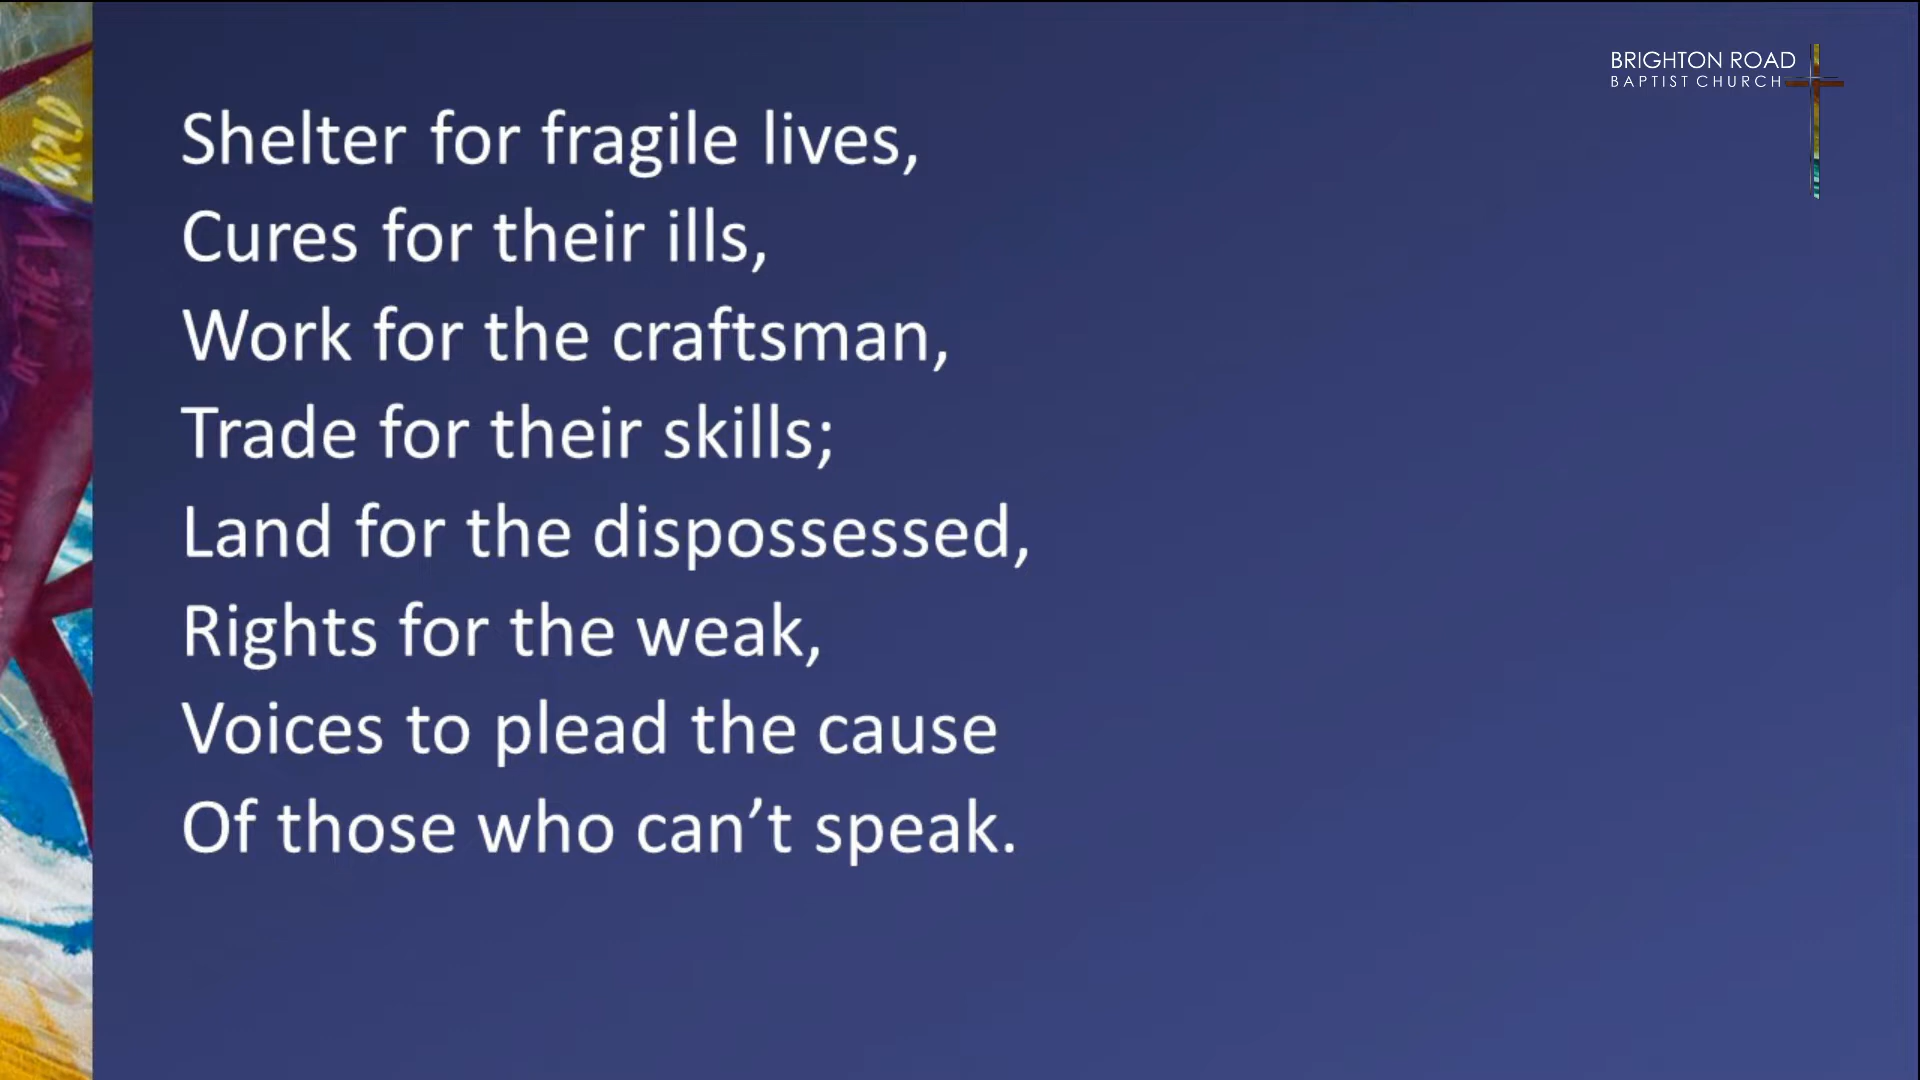 BRIGHTON ROAD
BAPTIST CHURCH
Shelter for fragile lives,
Cures for their ills,
Work for the craftsman,
Trade for their skills;
Land for the dispossessed,
Rights for the weak,
Voices to plead the cause
Of those who can’t speak.
OF THE